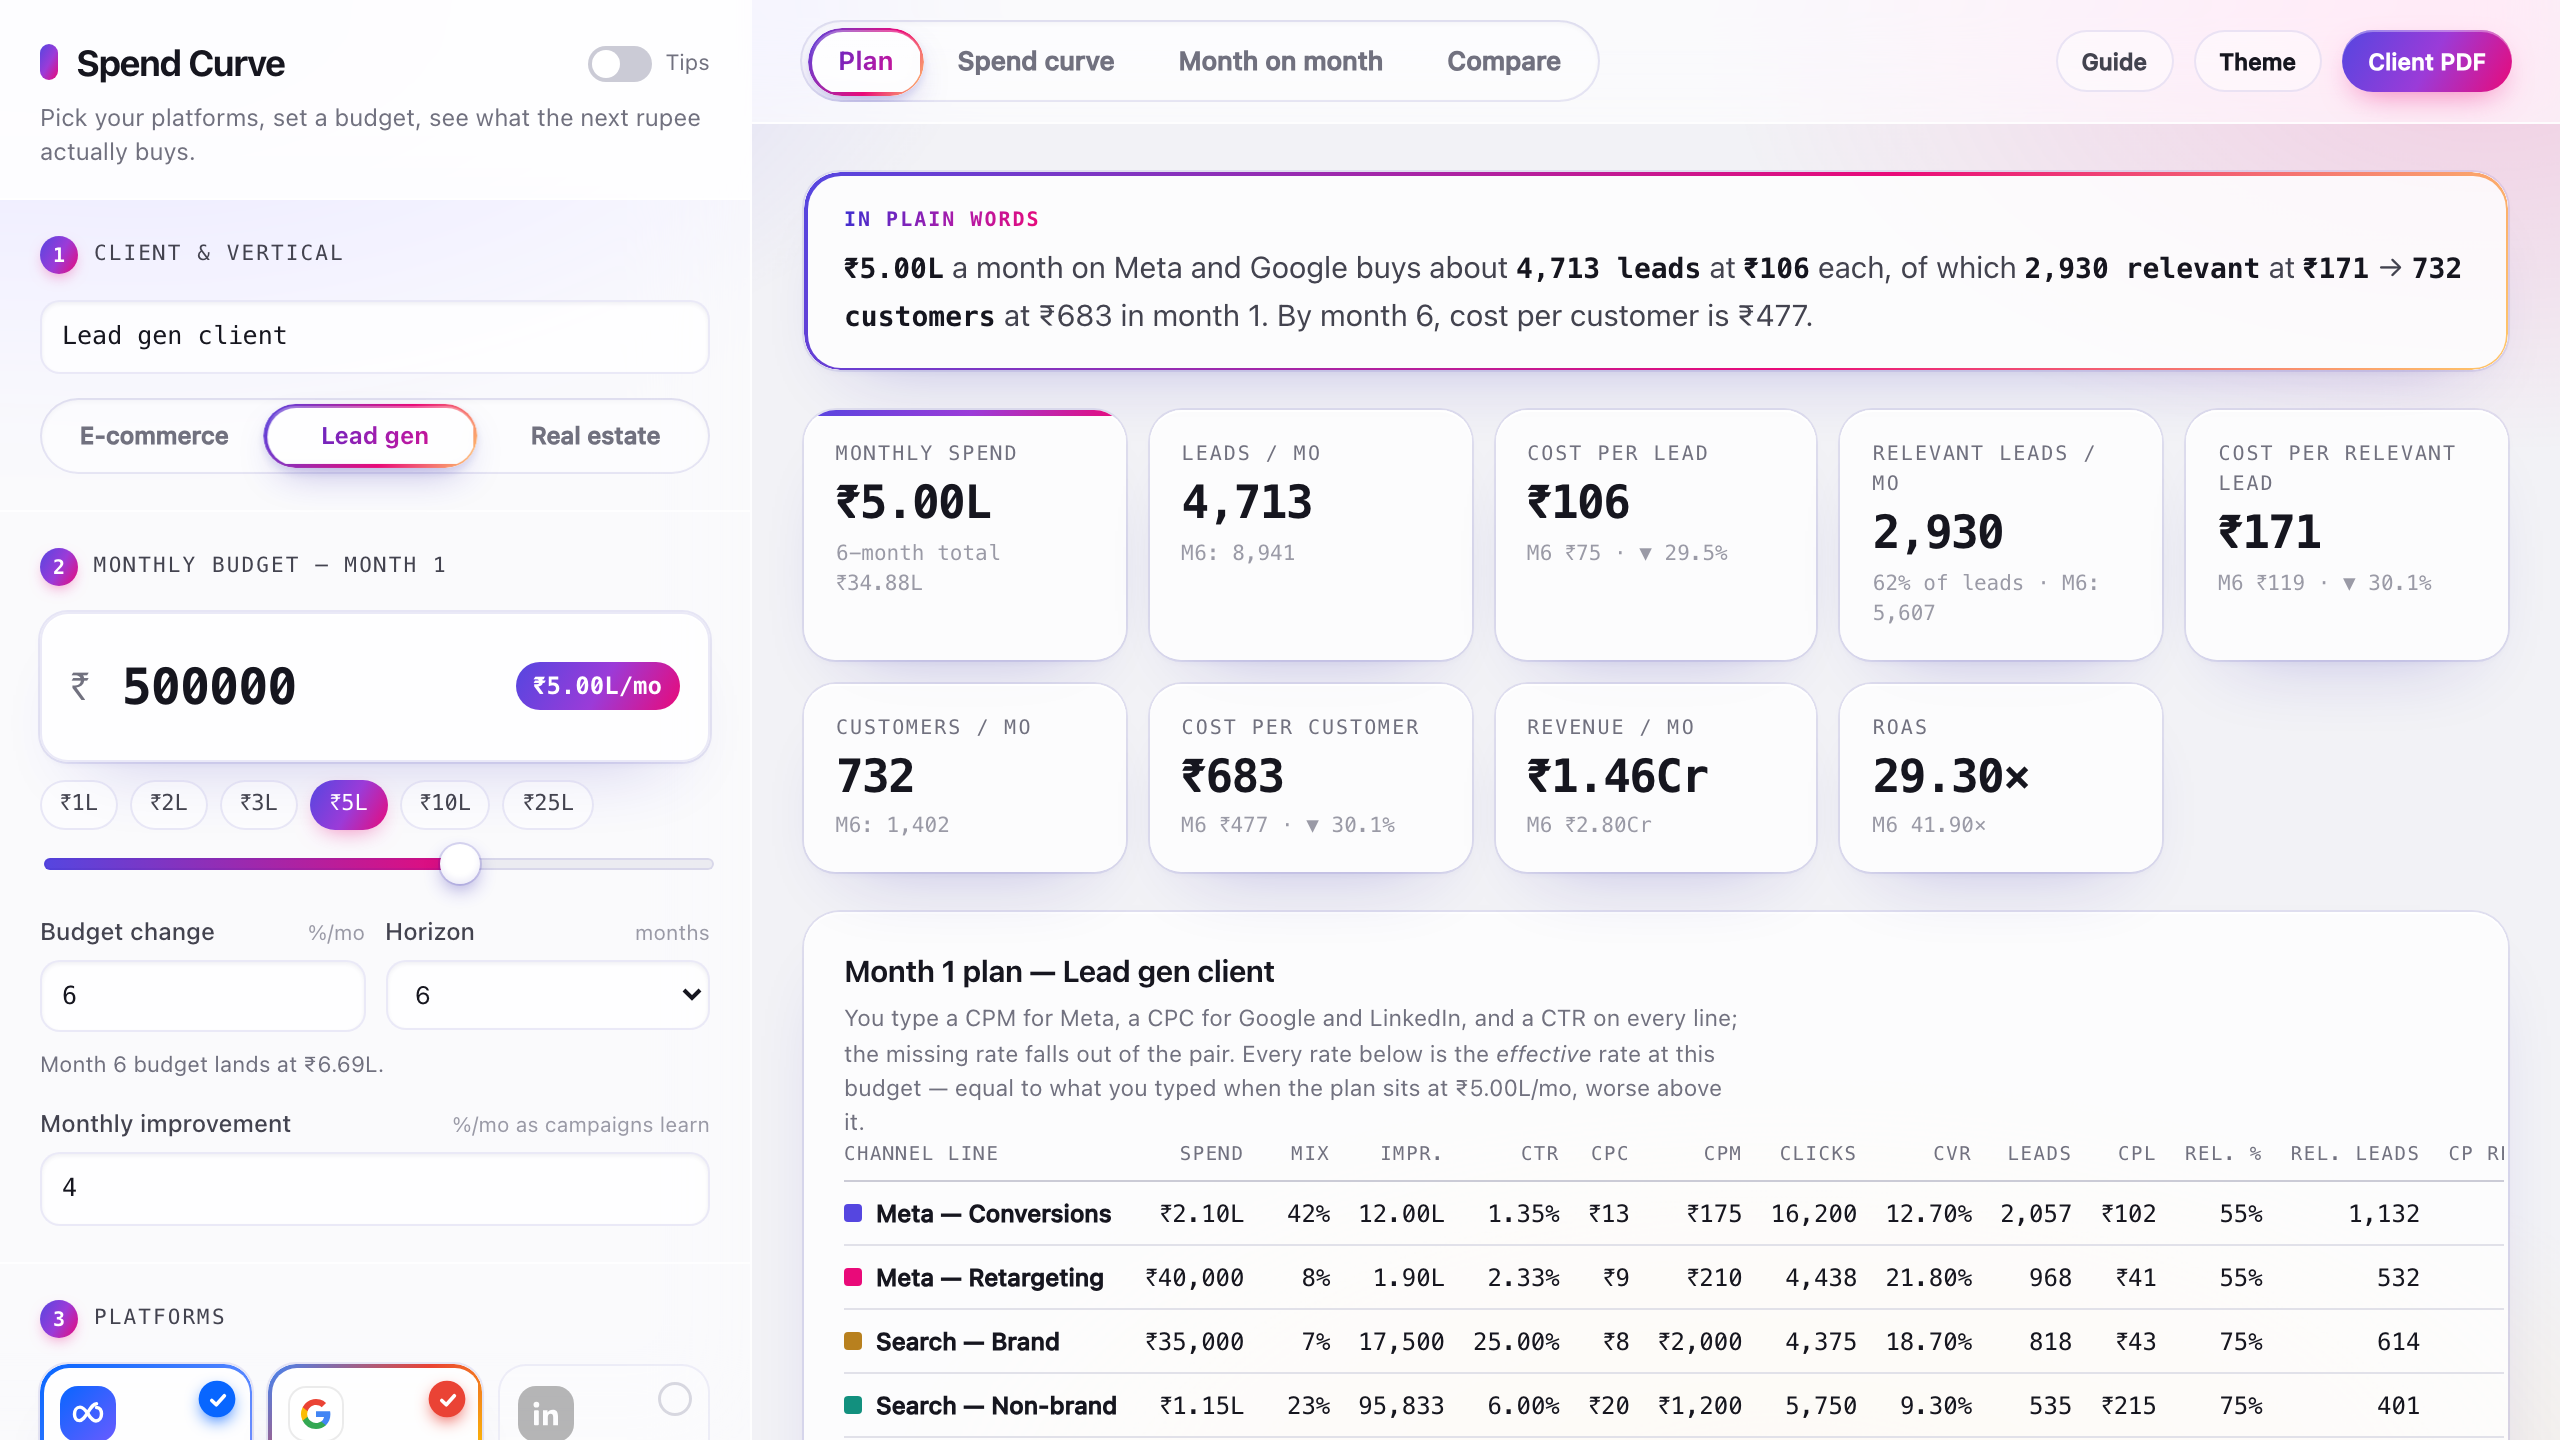 Spend Curve
Tips
Pick your platforms, set a budget, see what the next rupee
actually buys.
1 CLIENT & VERTICAL
Lead gen client
E-commerce Lead gen Real estate
2 MONTHLY BUDGET — MONTH 1
₹ 500000 ₹5.00L/mo
₹1L ₹2L ₹3L ₹5L ₹10L ₹25L
Budget change %/mo Horizon months
6 6
Month 6 budget lands at ₹6.69L.
Monthly improvement %/mo as campaigns learn
4
3 PLATFORMS
Plan Spend curve Month on month Compare
Guide Theme Client PDF
IN PLAIN WORDS
₹5.00L a month on Meta and Google buys about 4,713 leads at ₹106 each, of which 2,930 relevant at ₹171 → 732
customers at ₹683 in month 1. By month 6, cost per customer is ₹477.
MONTHLY SPEND
₹5.00L
6-month total
₹34.88L
LEADS / MO
4,713
M6: 8,941
COST PER LEAD
₹106
M6 ₹75 · ▼ 29.5%
RELEVANT LEADS /
MO
2,930
62% of leads · M6:
5,607
COST PER RELEVANT
LEAD
₹171
M6 ₹119 · ▼ 30.1%
CUSTOMERS / MO
732
M6: 1,402
COST PER CUSTOMER
₹683
M6 ₹477 · ▼ 30.1%
REVENUE / MO
₹1.46Cr
M6 ₹2.80Cr
ROAS
29.30×
M6 41.90×
Month 1 plan — Lead gen client
You type a CPM for Meta, a CPC for Google and LinkedIn, and a CTR on every line;
the missing rate falls out of the pair. Every rate below is the effective rate at this
budget — equal to what you typed when the plan sits at ₹5.00L/mo, worse above
it.
CHANNEL LINE SPEND MIX IMPR. CTR CPC CPM CLICKS CVR LEADS CPL REL. % REL. LEADS CP
Meta — Conversions ₹2.10L 42% 12.00L 1.35% ₹13 ₹175 16,200 12.70% 2,057 ₹102 55% 1,132
Meta — Retargeting ₹40,000 8% 1.90L 2.33% ₹9 ₹210 4,438 21.80% 968 ₹41 55% 532
Search — Brand ₹35,000 7% 17,500 25.00% ₹8 ₹2,000 4,375 18.70% 818 ₹43 75% 614
Search — Non-brand ₹1.15L 23% 95,833 6.00% ₹20 ₹1,200 5,750 9.30% 535 ₹215 75% 401